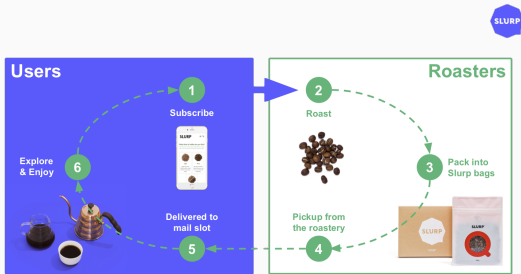 SLURP
Users
Roasters
1
Subscribe
2
Roast
SLURP
3
Pack into
Slurp bags
Explore
& Enjoy
6
Delivered to
mail slot
5
Pickup from
the roastery
4
SLURP
SLURP